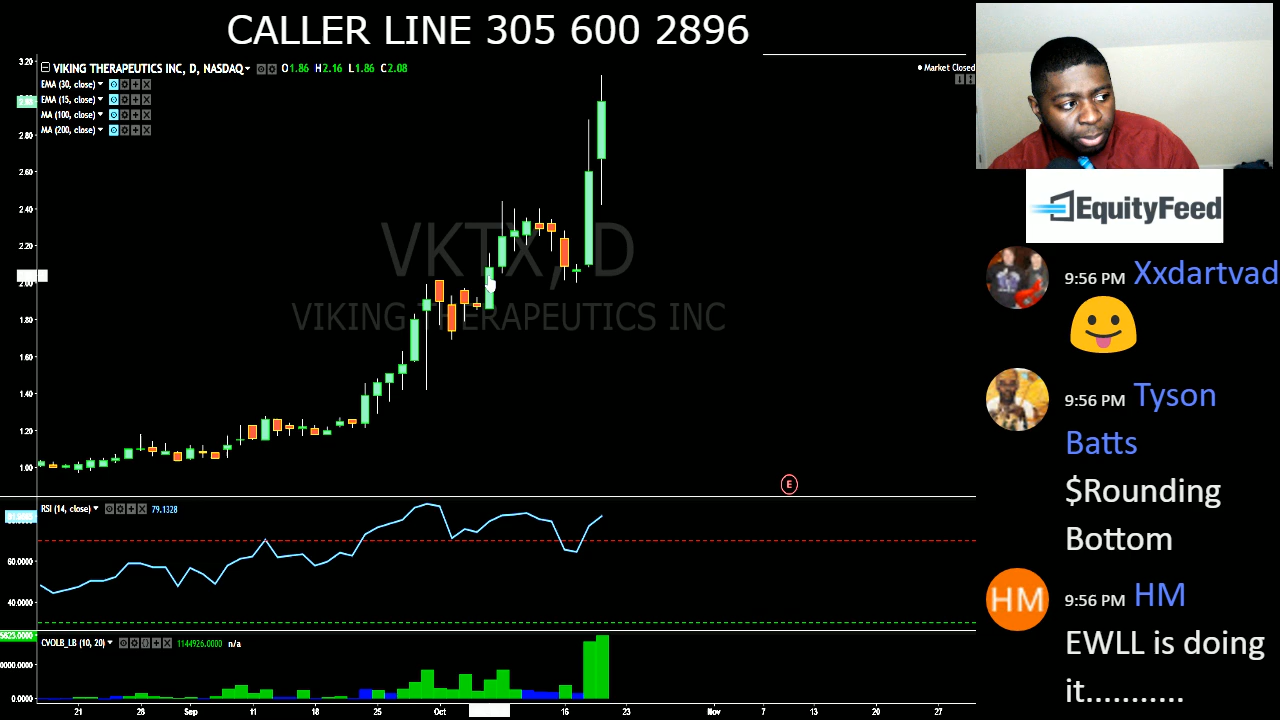 CALLER LINE 305 600 2896
VIKING THERAPEUTICS INC, D, NASDAQ O1.86 H2.16 L1.86 C2.08
Market Closed
EMA (30, close)
EMA (15, close)
MA (100, close)
MA (200, close)
3.20
2.80
2.60
2.40
2.20
2.00
1.80
1.60
1.40
1.20
1.00
VKTX, D
VIKING THERAPEUTICS INC
E
RSI (14, close) 79.1328
60.0000
40.0000
CVOLB_LB (10, 20) 1144926.0000 n/a
0.0000
21 28 Sep 11 18 25 Oct 16 23 Nov 7 13 20 27
EquityFeed
9:56 PM Xxdartvad
9:56 PM Tyson
Batts
$Rounding
Bottom
HM 9:56 PM HM
EWLL is doing
it...........